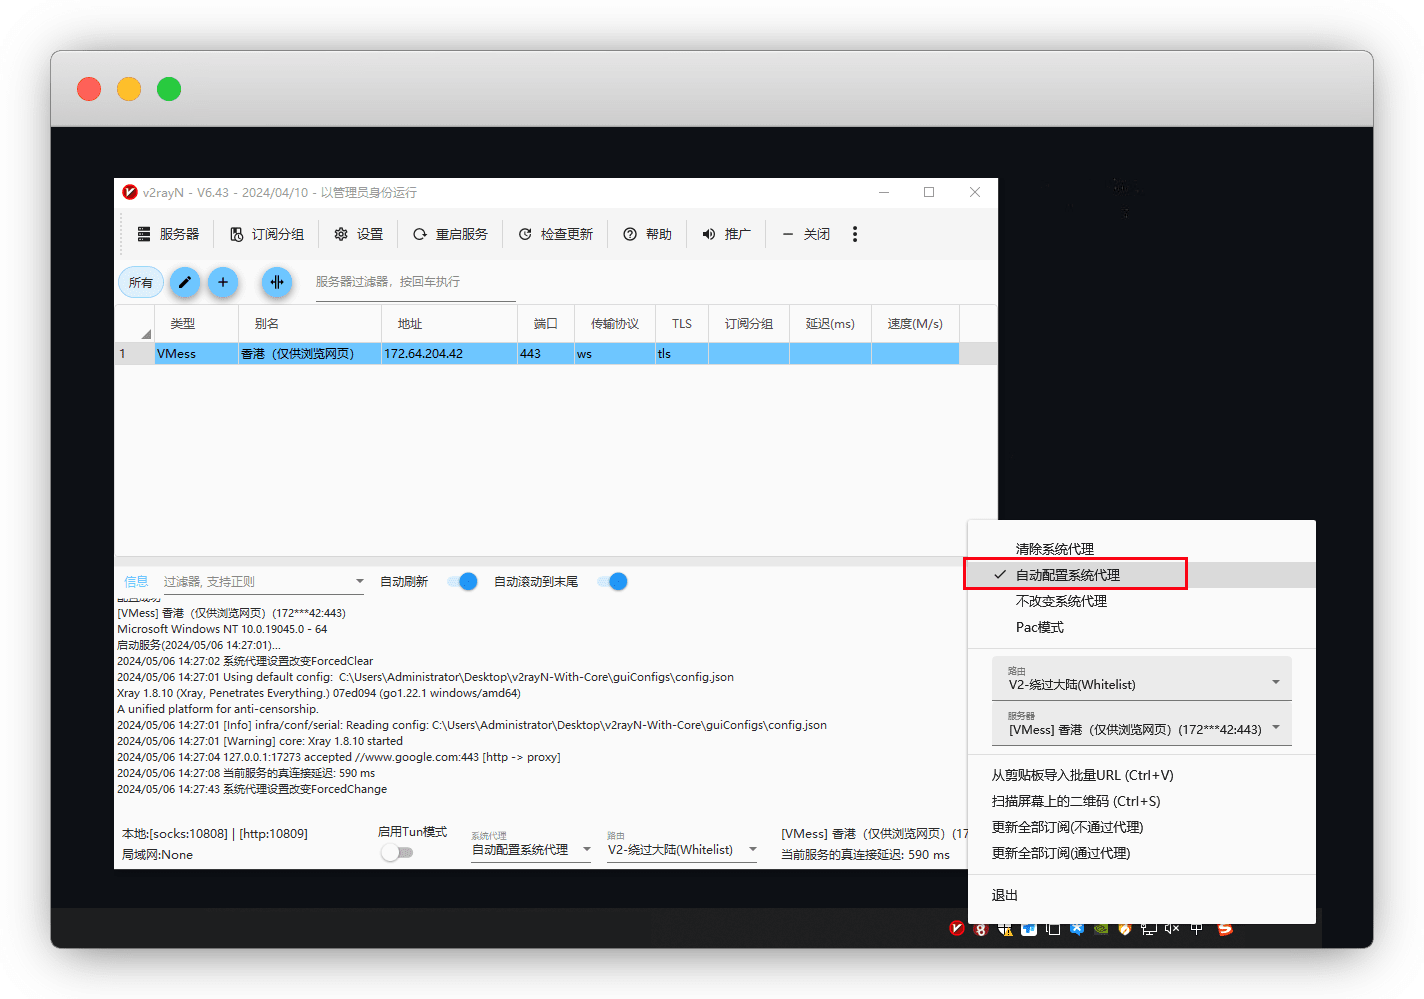 v2rayN - V6.43 - 2024/04/10 - 以管理员身份运行
服务器 订阅分组 设置 重启服务 检查更新 帮助 推广 关闭
所有 服务器过滤器，按回车执行
类型 别名 地址 端口 传输协议 TLS 订阅分组 延迟(ms) 速度(M/s)
1 VMess 香港（仅供浏览网页） 172.64.204.42 443 ws tls
信息 过滤器, 支持正则 自动刷新 自动滚动到末尾
配置成功
[VMess] 香港（仅供浏览网页）(172***42:443)
Microsoft Windows NT 10.0.19045.0 - 64
启动服务(2024/05/06 14:27:01)...
2024/05/06 14:27:02 系统代理设置改变ForcedClear
2024/05/06 14:27:01 Using default config:  C:\Users\Administrator\Desktop\v2rayN-With-Core\guiConfigs\config.json
Xray 1.8.10 (Xray, Penetrates Everything.) 07ed094 (go1.22.1 windows/amd64)
A unified platform for anti-censorship.
2024/05/06 14:27:01 [Info] infra/conf/serial: Reading config: C:\Users\Administrator\Desktop\v2rayN-With-Core\guiConfigs\config.json
2024/05/06 14:27:01 [Warning] core: Xray 1.8.10 started
2024/05/06 14:27:04 127.0.0.1:17273 accepted //www.google.com:443 [http -> proxy]
2024/05/06 14:27:08 当前服务的真连接延迟: 590 ms
2024/05/06 14:27:43 系统代理设置改变ForcedChange
本地:[socks:10808] | [http:10809]
局域网:None
启用Tun模式
系统代理
自动配置系统代理
路由
V2-绕过大陆(Whitelist)
[VMess] 香港（仅供浏览网页）(17
当前服务的真连接延迟: 590 ms
清除系统代理
自动配置系统代理
不改变系统代理
Pac模式
路由
V2-绕过大陆(Whitelist)
服务器
[VMess] 香港（仅供浏览网页）(172***42:443)
从剪贴板导入批量URL (Ctrl+V)
扫描屏幕上的二维码 (Ctrl+S)
更新全部订阅(不通过代理)
更新全部订阅(通过代理)
退出
中